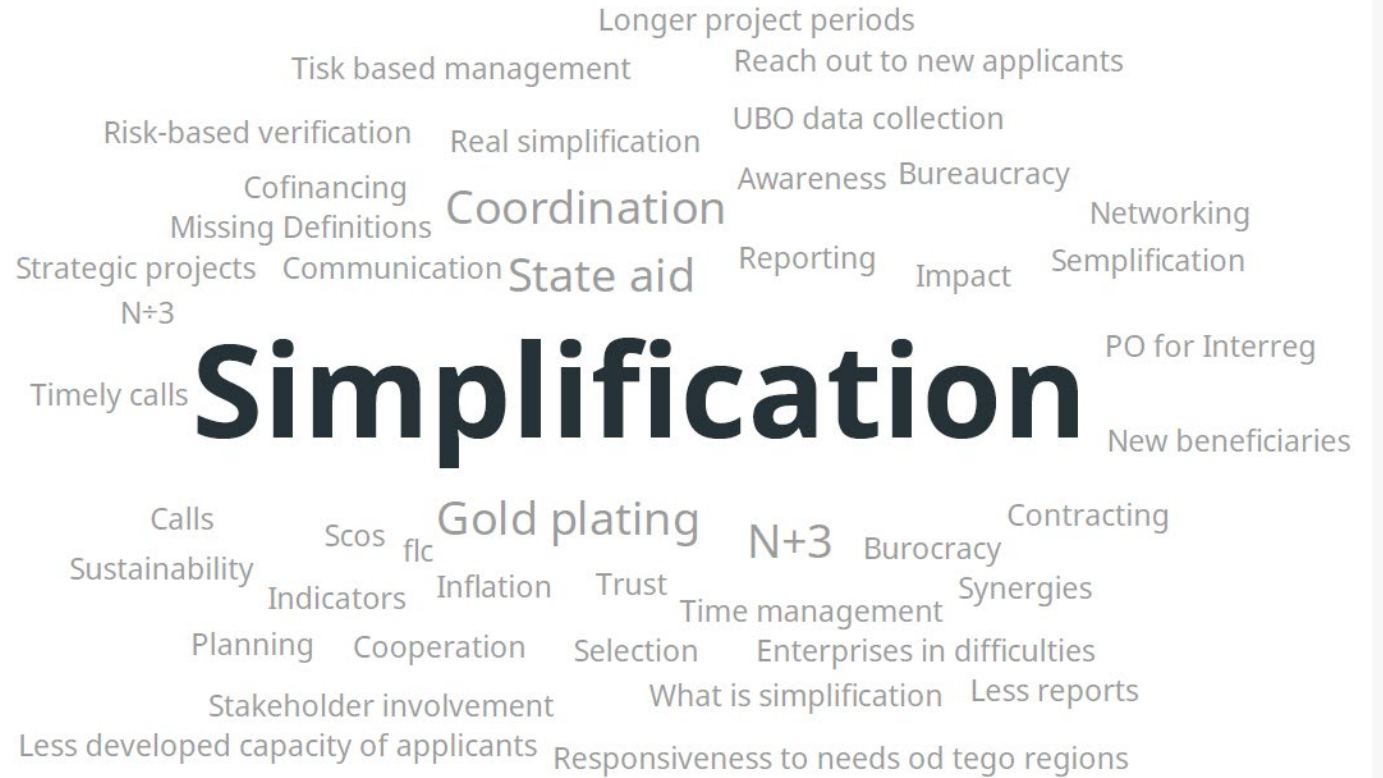 Longer project periods
Tisk based management
Reach out to new applicants
Risk-based verification
Real simplification
UBO data collection
Cofinancing
Coordination
Awareness
Bureaucracy
Missing Definitions
Networking
Strategic projects
Communication
State aid
Reporting
Impact
Semplification
N÷3
Simplification
PO for Interreg
Timely calls
New beneficiaries
Calls
Scos
flc
Gold plating
N+3
Burocracy
Contracting
Sustainability
Indicators
Inflation
Trust
Time management
Synergies
Planning
Cooperation
Selection
Enterprises in difficulties
Stakeholder involvement
What is simplification
Less reports
Less developed capacity of applicants
Responsiveness to needs od tego regions